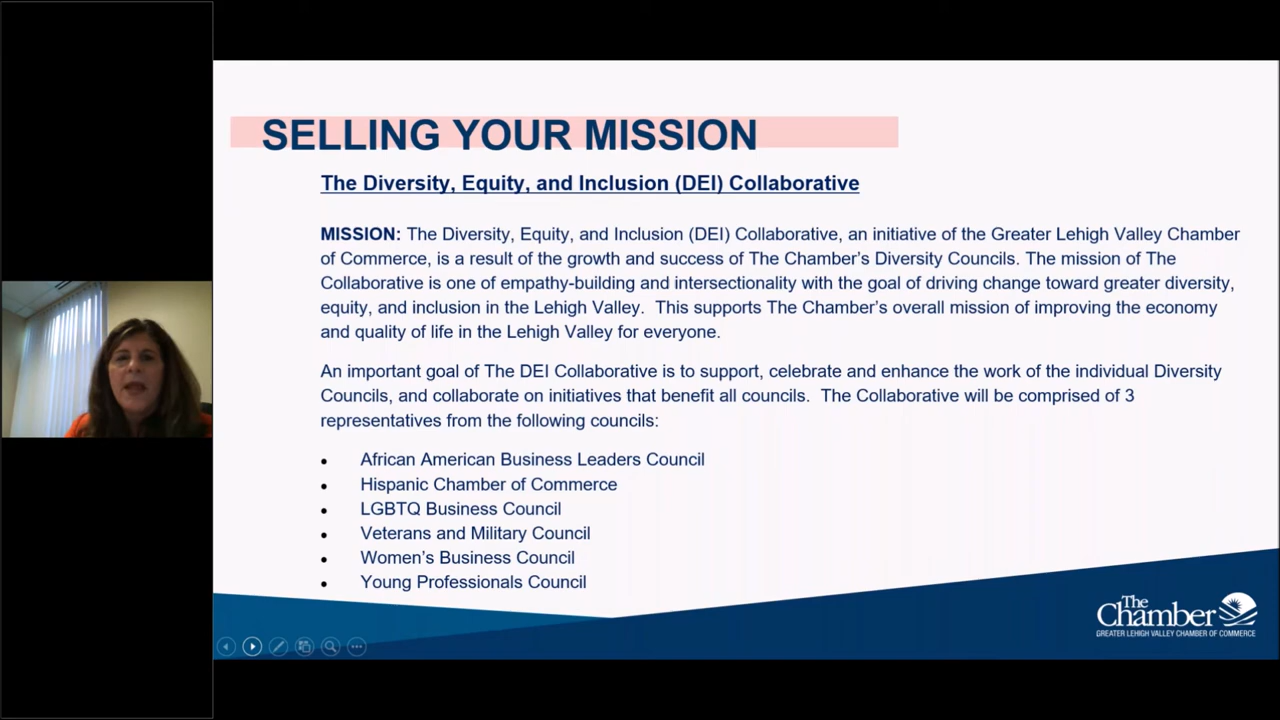 SELLING YOUR MISSION
The Diversity, Equity, and Inclusion (DEI) Collaborative
MISSION: The Diversity, Equity, and Inclusion (DEI) Collaborative, an initiative of the Greater Lehigh Valley Chamber
of Commerce, is a result of the growth and success of The Chamber’s Diversity Councils. The mission of The
Collaborative is one of empathy-building and intersectionality with the goal of driving change toward greater diversity,
equity, and inclusion in the Lehigh Valley.  This supports The Chamber’s overall mission of improving the economy
and quality of life in the Lehigh Valley for everyone.
An important goal of The DEI Collaborative is to support, celebrate and enhance the work of the individual Diversity
Councils, and collaborate on initiatives that benefit all councils.  The Collaborative will be comprised of 3
representatives from the following councils:
• African American Business Leaders Council
• Hispanic Chamber of Commerce
• LGBTQ Business Council
• Veterans and Military Council
• Women’s Business Council
• Young Professionals Council
The
Chamber
GREATER LEHIGH VALLEY CHAMBER OF COMMERCE